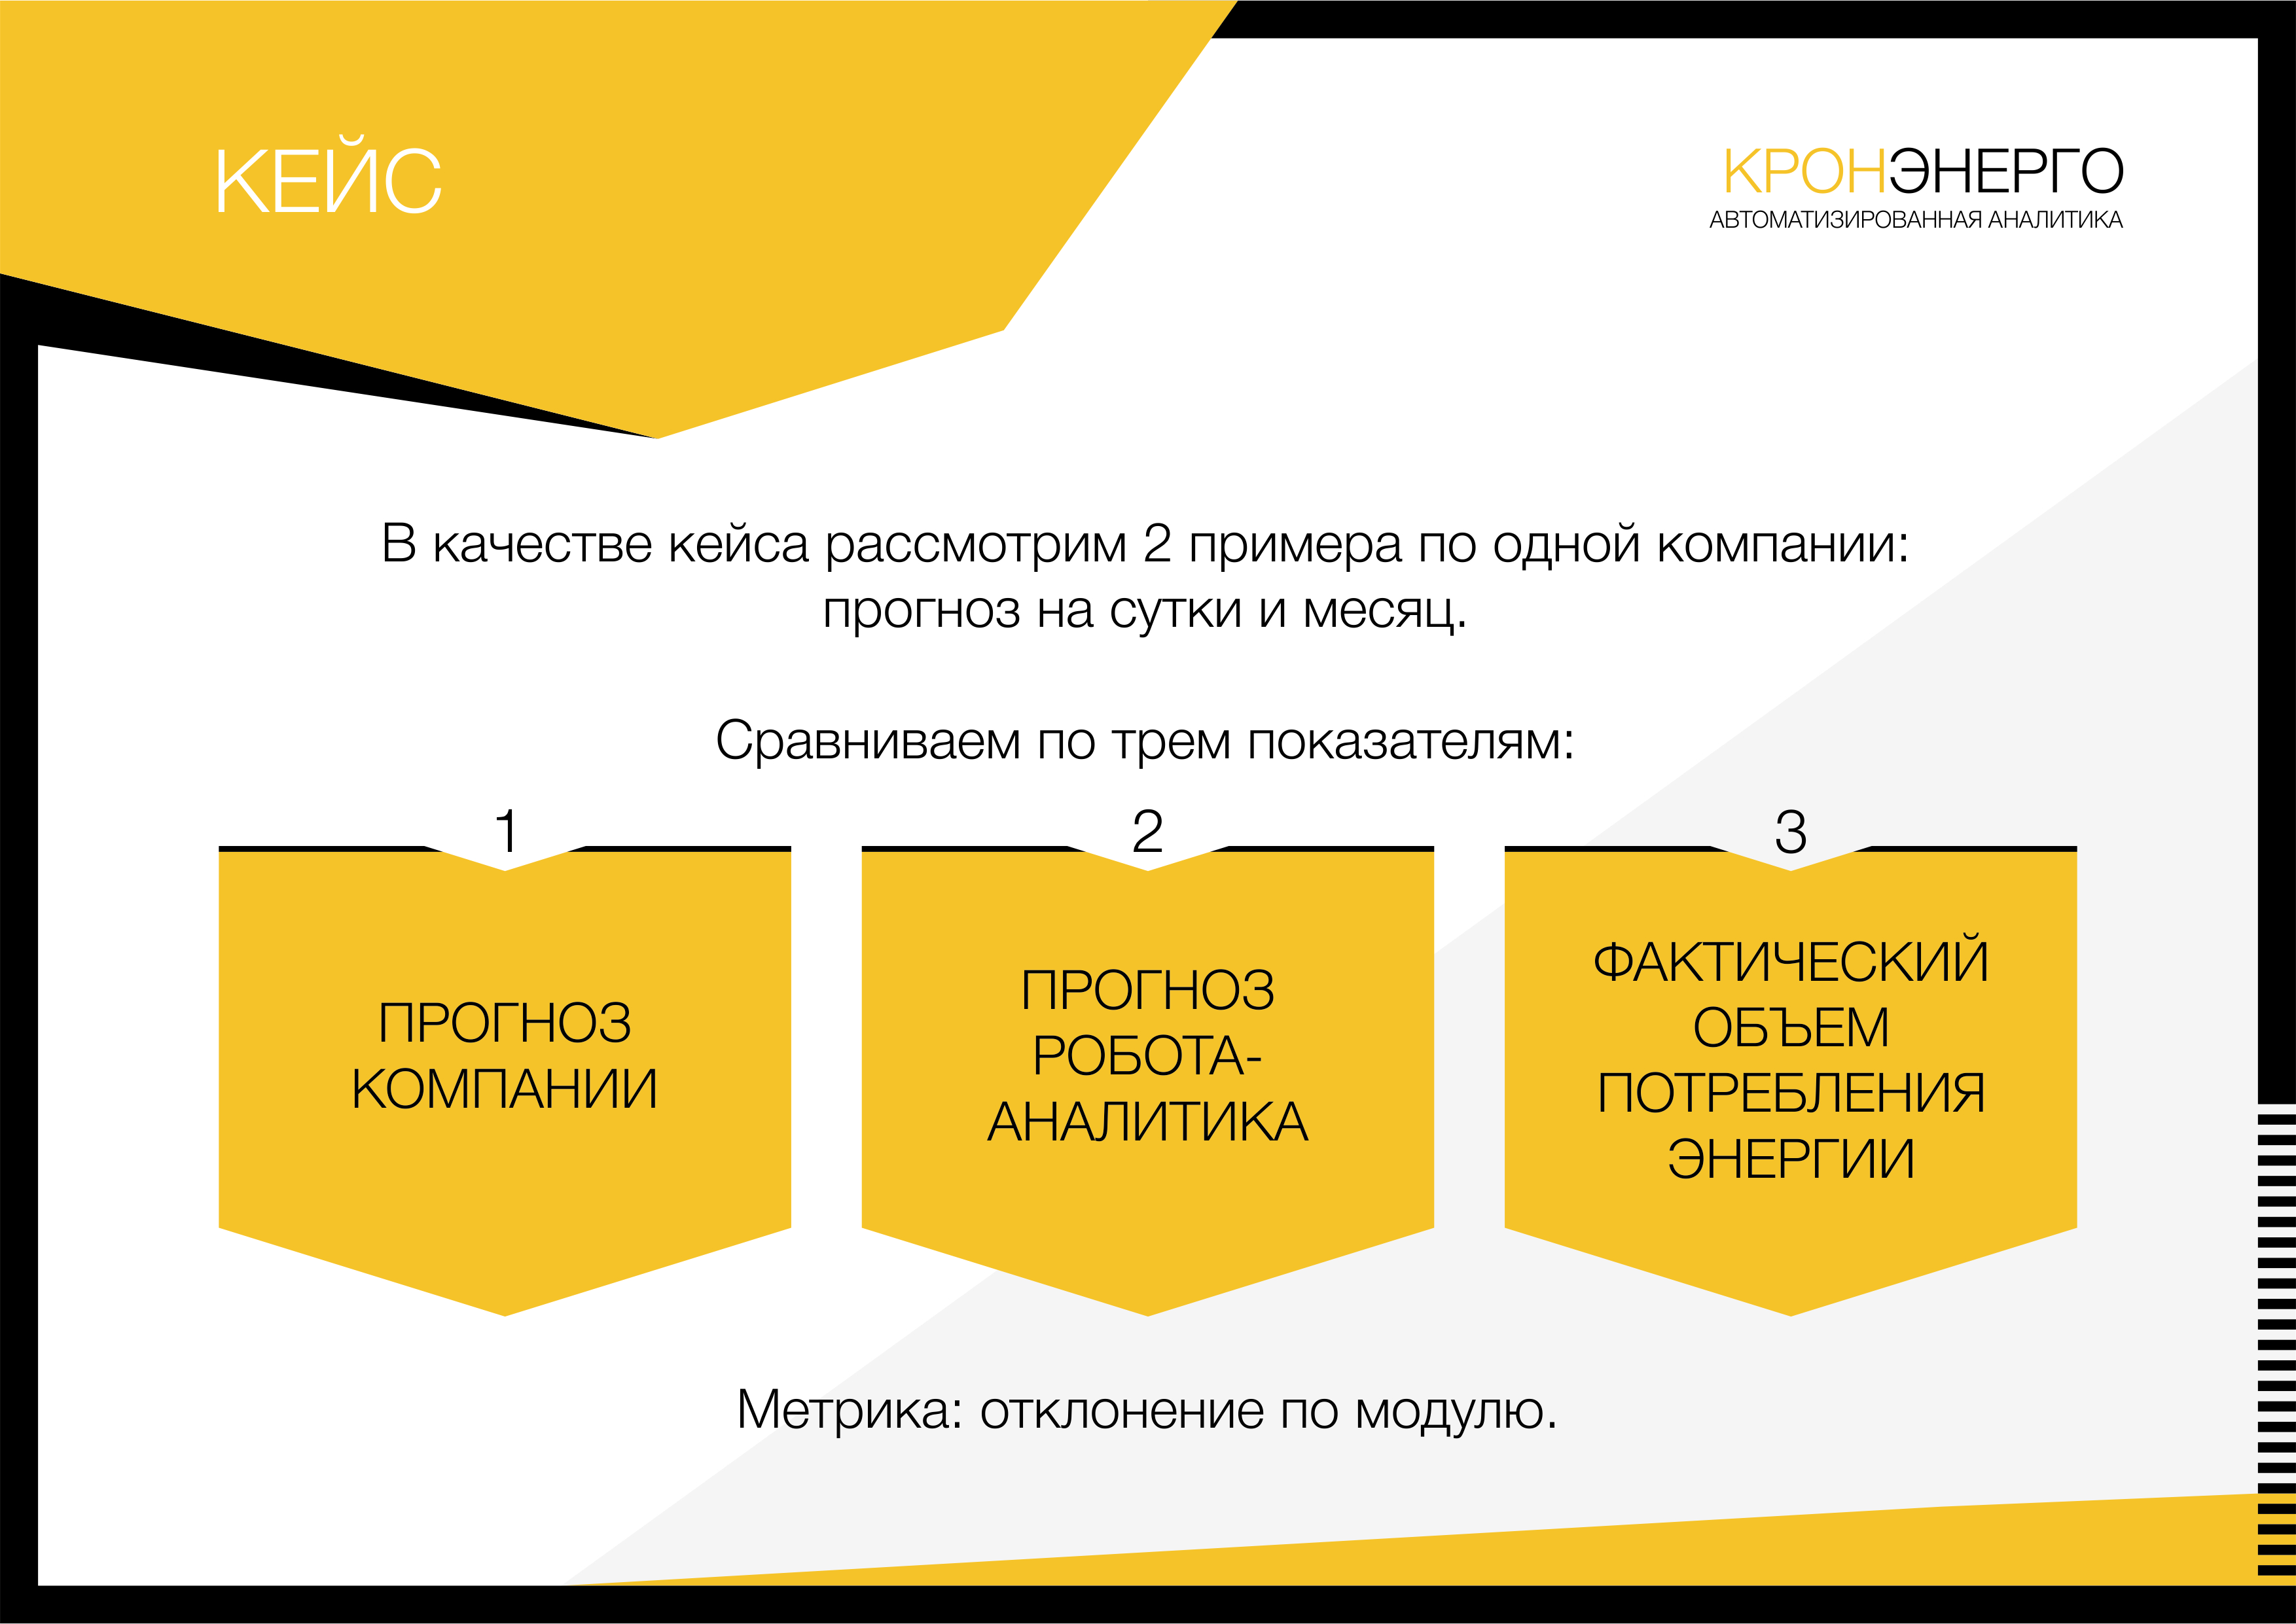 КЕЙС
КРОНЭНЕРГО
АВТОМАТИЗИРОВАННАЯ АНАЛИТИКА
В качестве кейса рассмотрим 2 примера по одной компании:
прогноз на сутки и месяц.
Сравниваем по трем показателям:
1
ПРОГНОЗ
КОМПАНИИ
2
ПРОГНОЗ
РОБОТА-
АНАЛИТИКА
3
ФАКТИЧЕСКИЙ
ОБЪЕМ
ПОТРЕБЛЕНИЯ
ЭНЕРГИИ
Метрика: отклонение по модулю.